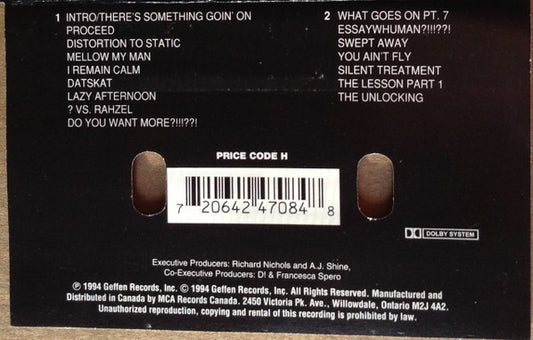 1 INTRO/THERE'S SOMETHING GOIN' ON
PROCEED
DISTORTION TO STATIC
MELLOW MY MAN
I REMAIN CALM
DATSKAT
LAZY AFTERNOON
? VS. RAHZEL
DO YOU WANT MORE?!!!??!
2 WHAT GOES ON PT. 7
ESSAYWHUMAN?!!!??!
SWEPT AWAY
YOU AIN'T FLY
SILENT TREATMENT
THE LESSON PART 1
THE UNLOCKING
PRICE CODE H
7 20642 47084 8
DOLBY SYSTEM
Executive Producers: Richard Nichols and A.J. Shine,
Co-Executive Producers: D! & Francesca Spero
℗ 1994 Geffen Records, Inc. © 1994 Geffen Records, Inc. All Rights Reserved. Manufactured and
Distributed in Canada by MCA Records Canada. 2450 Victoria Pk. Ave., Willowdale, Ontario M2J 4A2.
Unauthorized reproduction, copying and rental of this recording is prohibited by law.